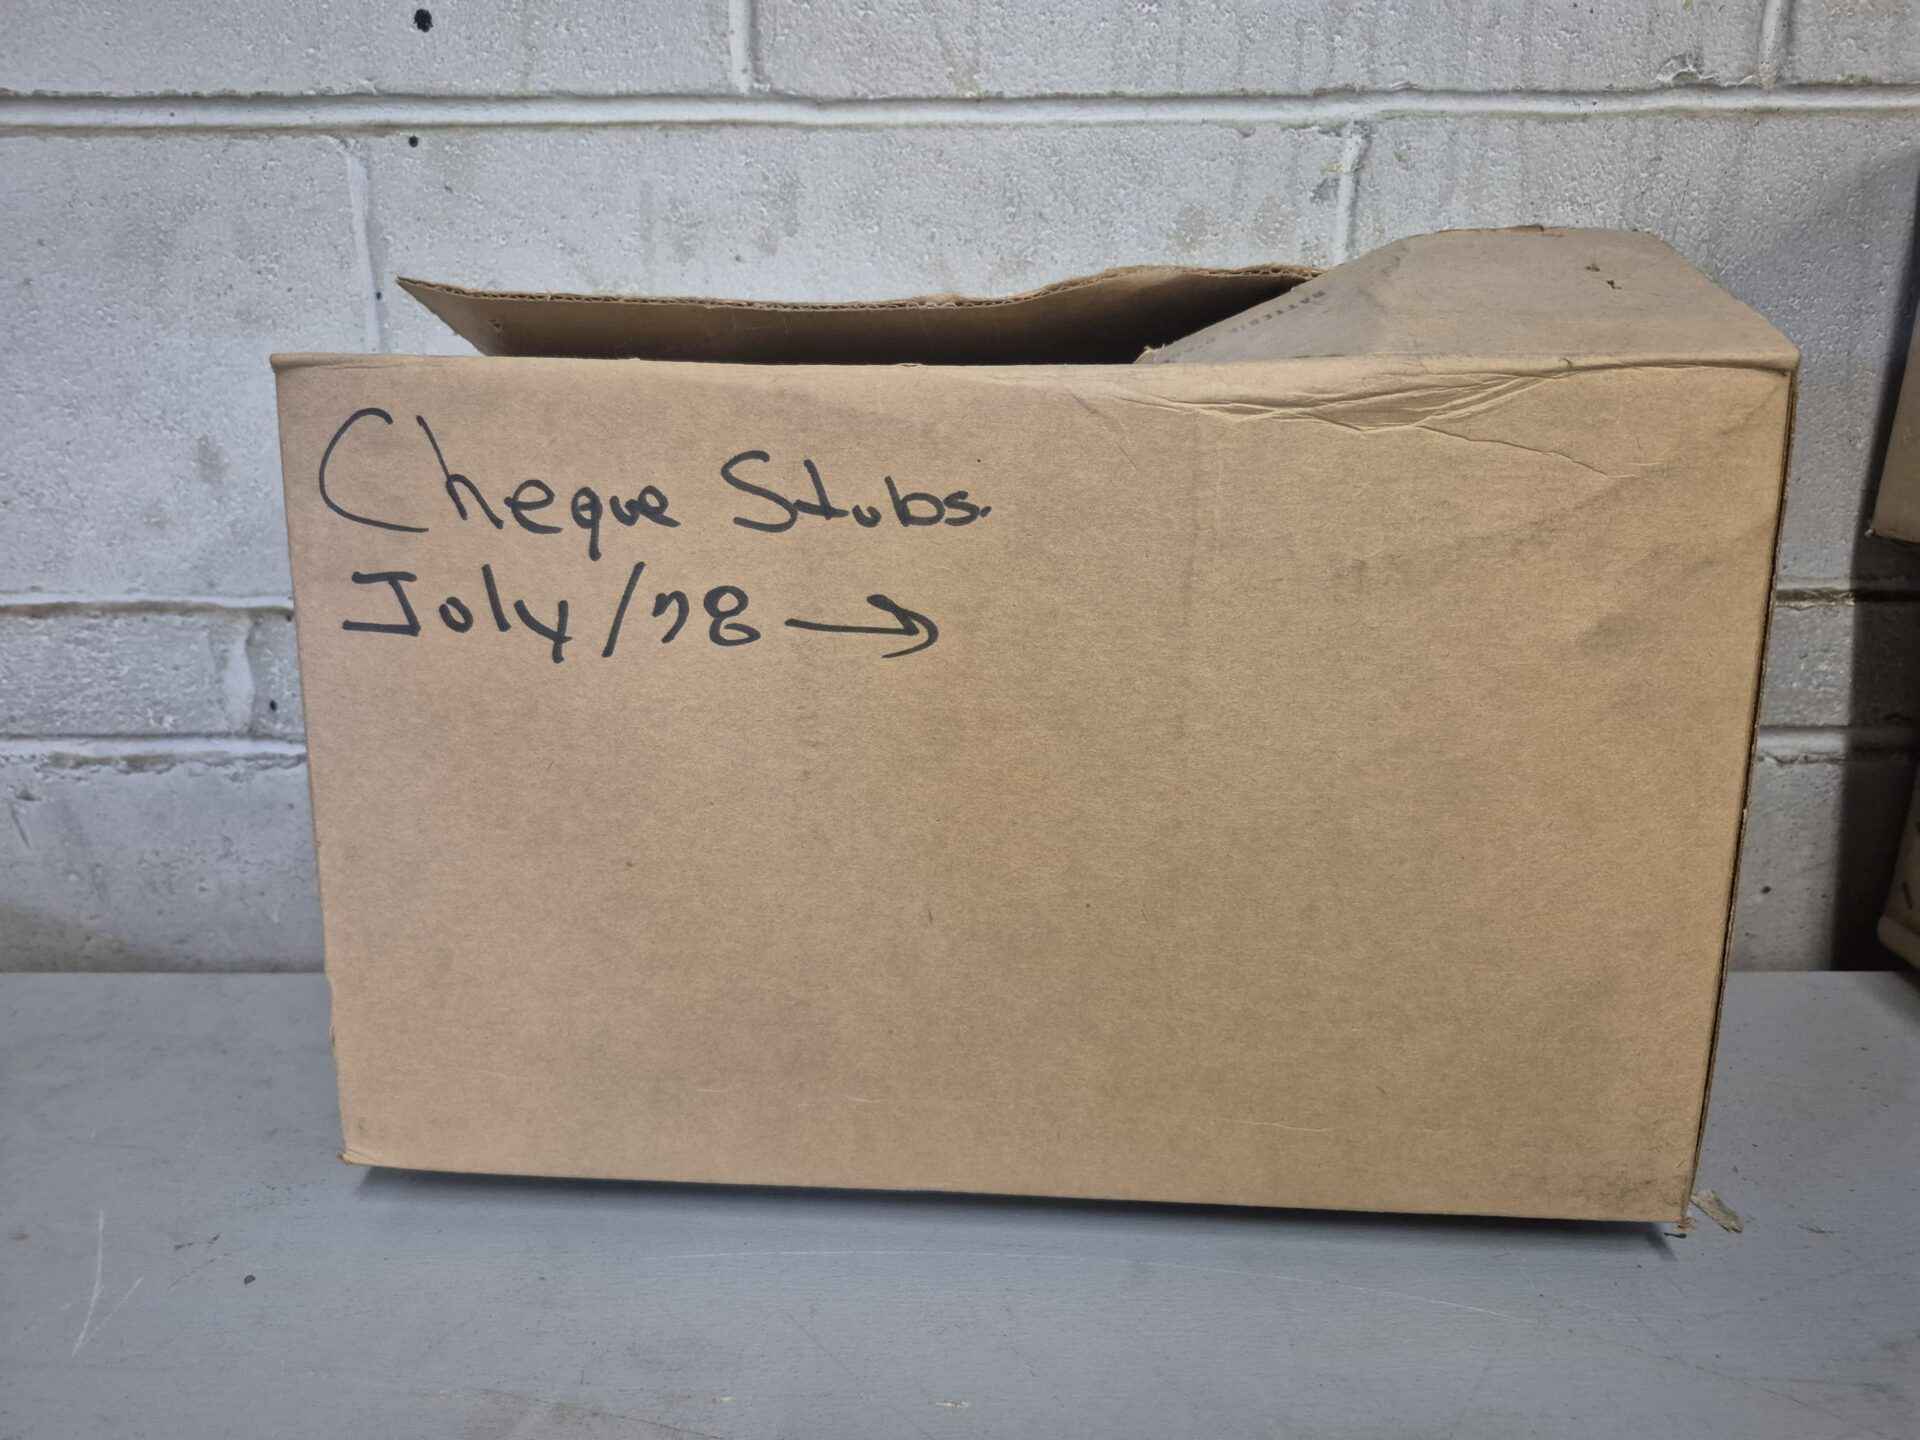 Cheque Stubs.
July/78 →